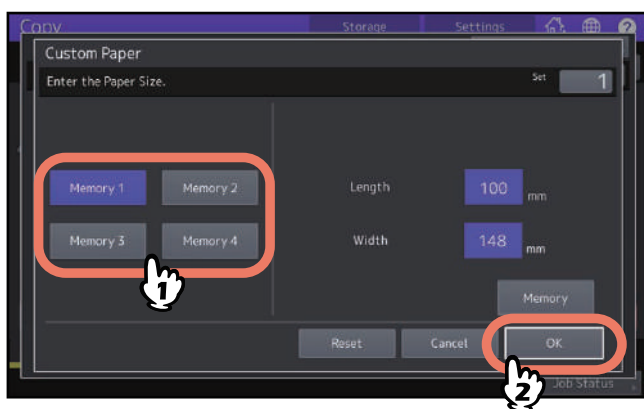 Copy Storage Settings
Custom Paper
Enter the Paper Size. Set 1
Memory 1 Memory 2 Length 100 mm
Memory 3 Memory 4 Width 148 mm
1
Memory
Reset Cancel OK
2
Job Status